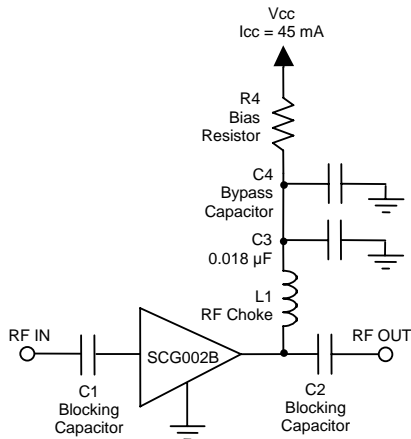 Vcc
Icc = 45 mA
R4
Bias
Resistor
C4
Bypass
Capacitor
C3
0.018 µF
L1
RF Choke
RF IN
SCG002B
RF OUT
C1
Blocking
Capacitor
C2
Blocking
Capacitor